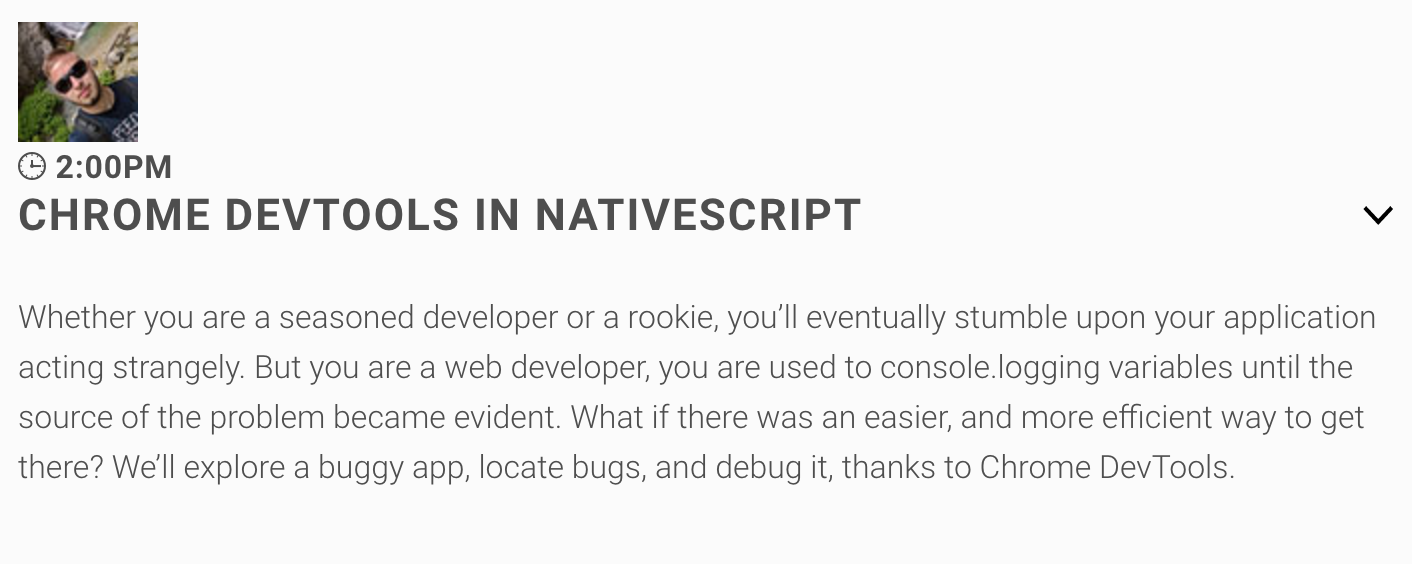 2:00PM
CHROME DEVTOOLS IN NATIVESCRIPT
Whether you are a seasoned developer or a rookie, you’ll eventually stumble upon your application
acting strangely. But you are a web developer, you are used to console.logging variables until the
source of the problem became evident. What if there was an easier, and more efficient way to get
there? We’ll explore a buggy app, locate bugs, and debug it, thanks to Chrome DevTools.